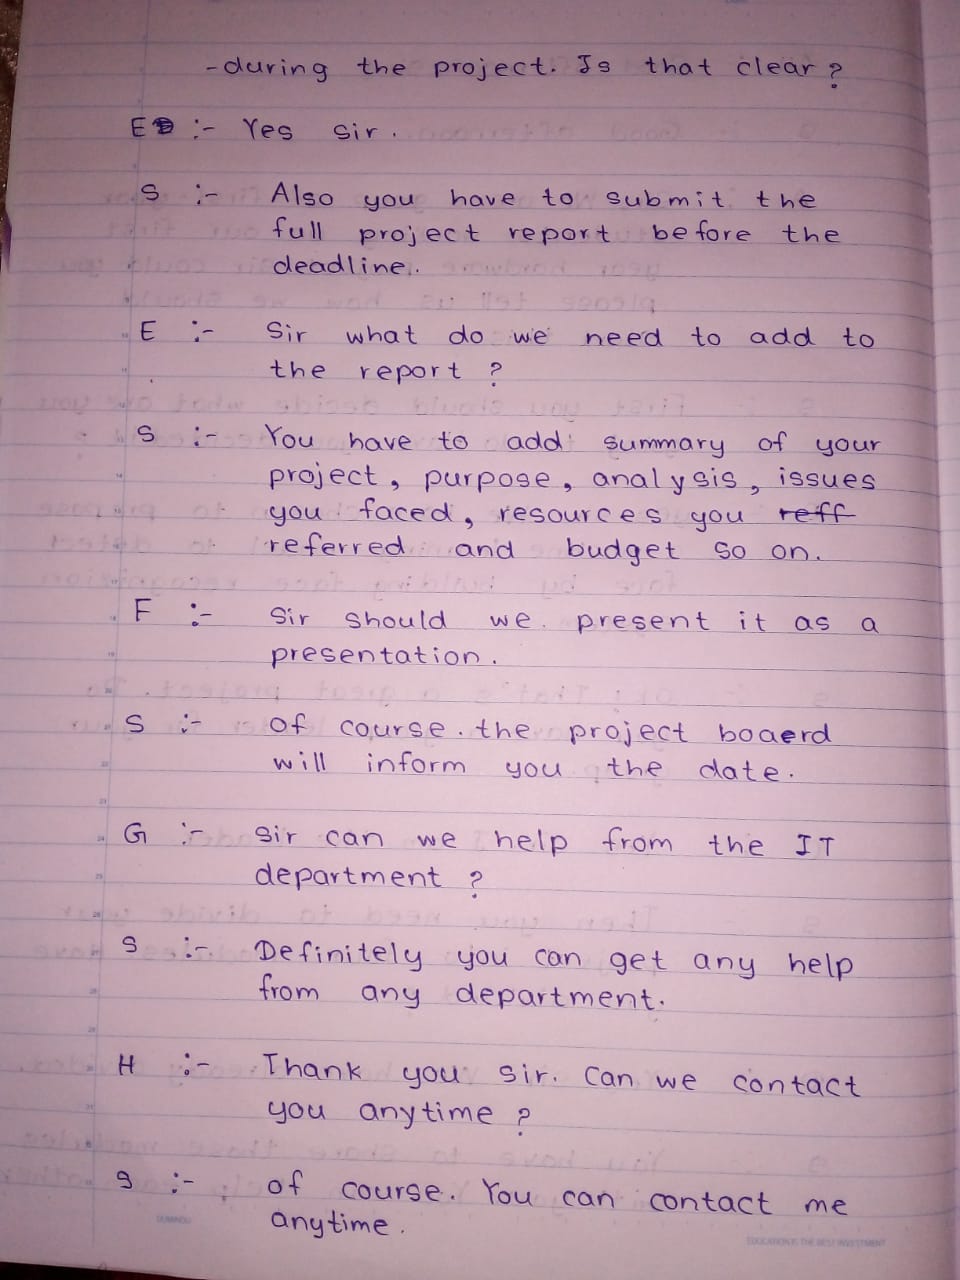 -during the project. Is that clear?
E :- Yes sir.
S :- Also you have to submit the
full project report before the
deadline.
E :- Sir what do we need to add to
the report ?
S :- You have to add summary of your
project, purpose, analysis, issues
you faced, resources you reff
referred and budget so on.
F :- Sir should we present it as a
presentation.
S :- Of course. the project boaerd
will inform you the date.
G :- Sir can we help from the IT
department ?
S :- Definitely you can get any help
from any department.
H :- Thank you sir. Can we contact
you anytime ?
S :- Of course. You can contact me
anytime.
EDUCATION IS THE BEST INVESTMENT